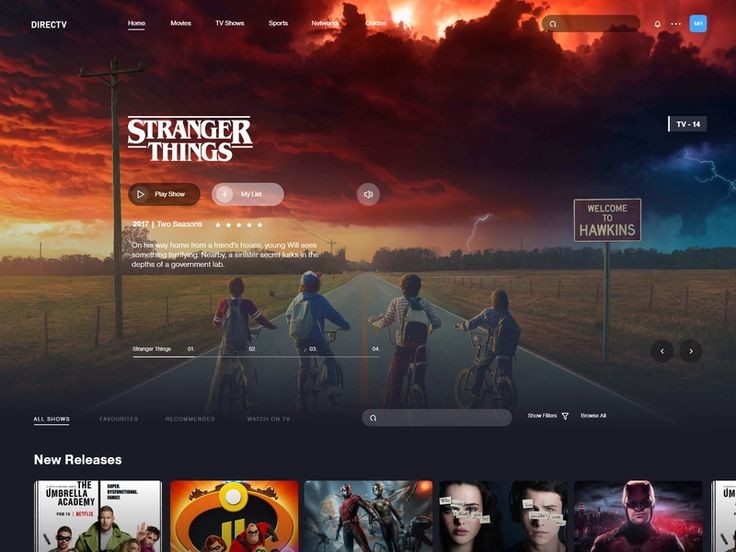 DIRECTV
Home
Movies
TV Shows
Sports
Networks
Guides
MH
TV - 14
STRANGER
THINGS
Play Show
My List
WELCOME
TO
HAWKINS
2017 | Two Seasons
On his way home from a friend's house, young Will sees
something terrifying. Nearby, a sinister secret lurks in the
depths of a government lab.
Stranger Things
01.
02.
03.
04.
ALL SHOWS
FAVOURITES
RECOMMENDED
WATCH ON TV
Show Filters
Browse All
New Releases
THE
UMBRELLA
ACADEMY
SUPER.
DYSFUNCTIONAL.
FAMILY.
FEB 15 | NETFLIX